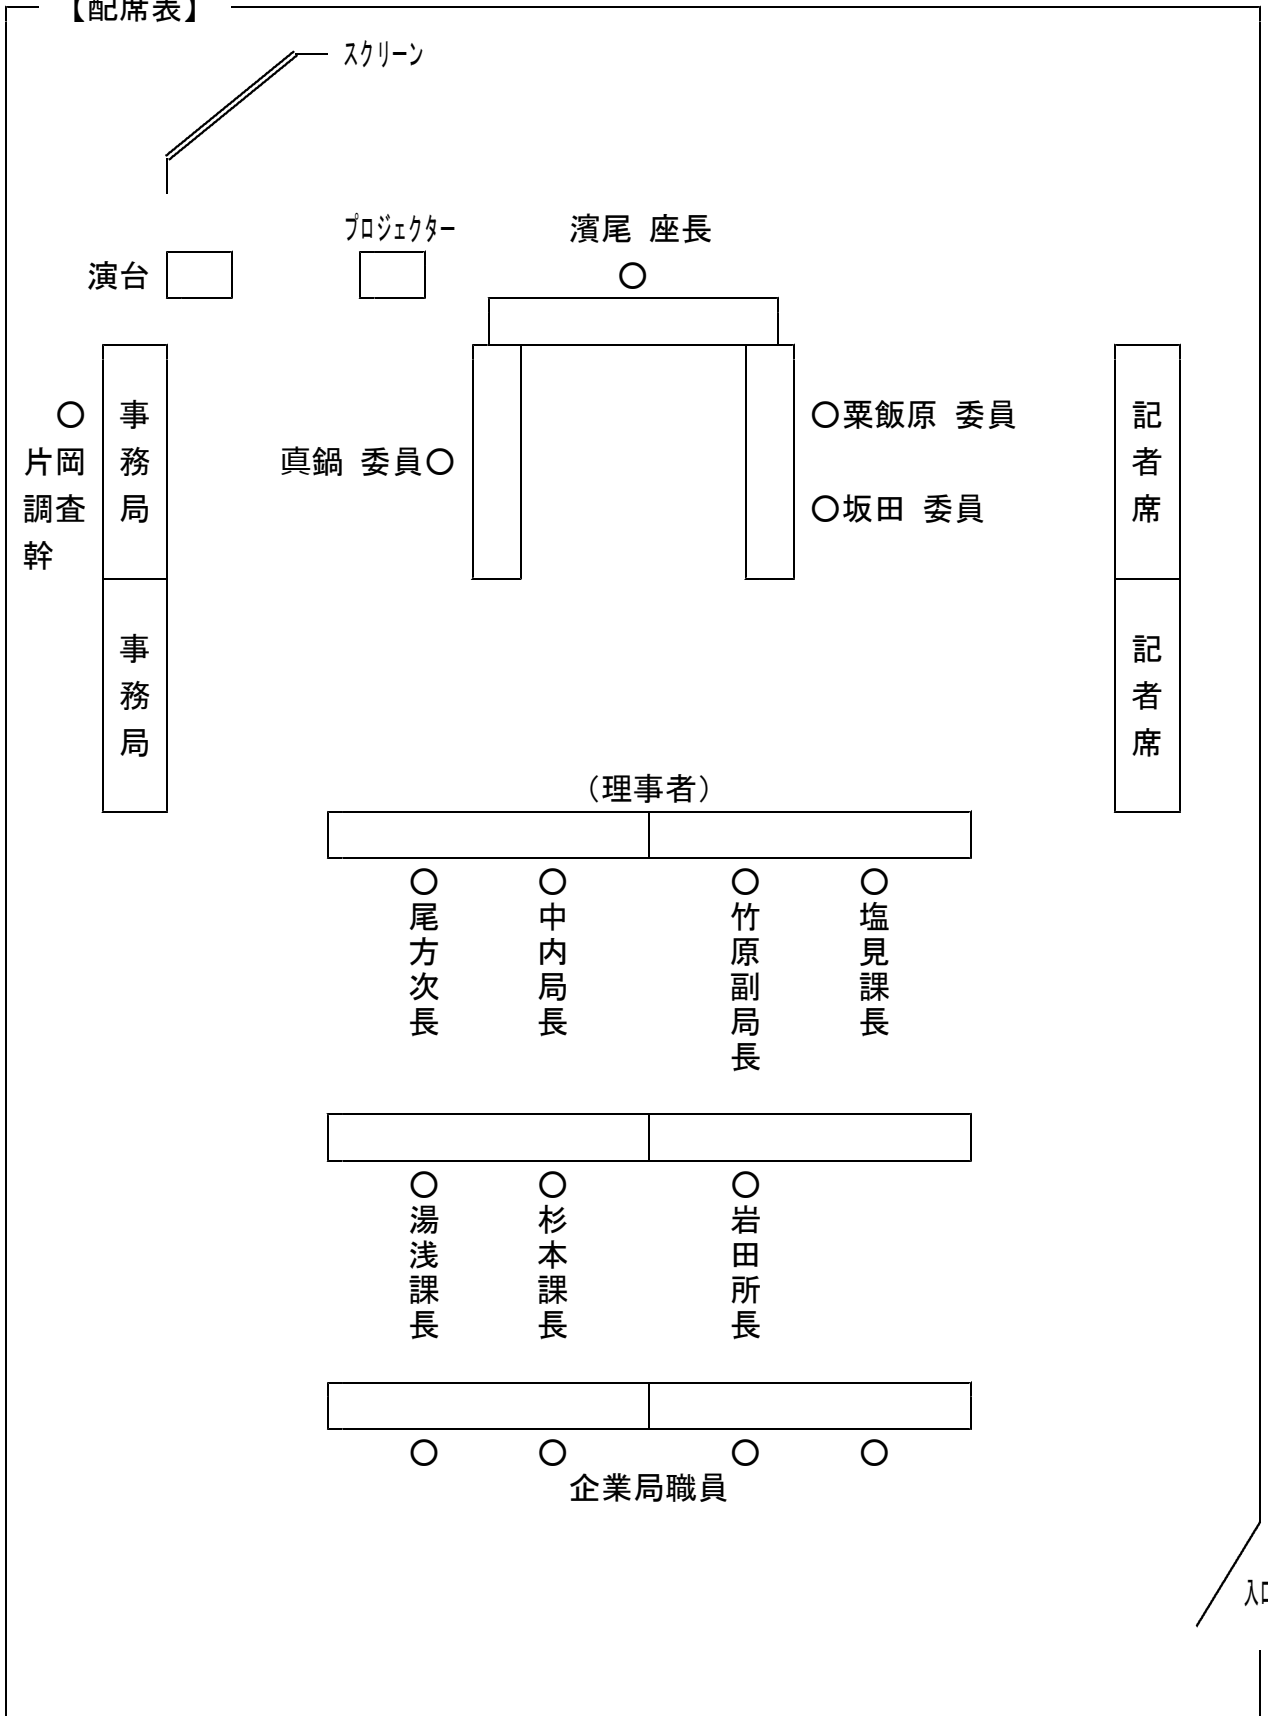 【配席表】
スクリーン
プロジェクター
濱尾 座長
○
演台
○
片岡
調査
幹
事務局
真鍋 委員○
○粟飯原 委員
○坂田 委員
記者席
事務局
記者席
（理事者）
○尾方次長
○中内局長
○竹原副局長
○塩見課長
○湯浅課長
○杉本課長
○岩田所長
○ ○ ○ ○
企業局職員
入口